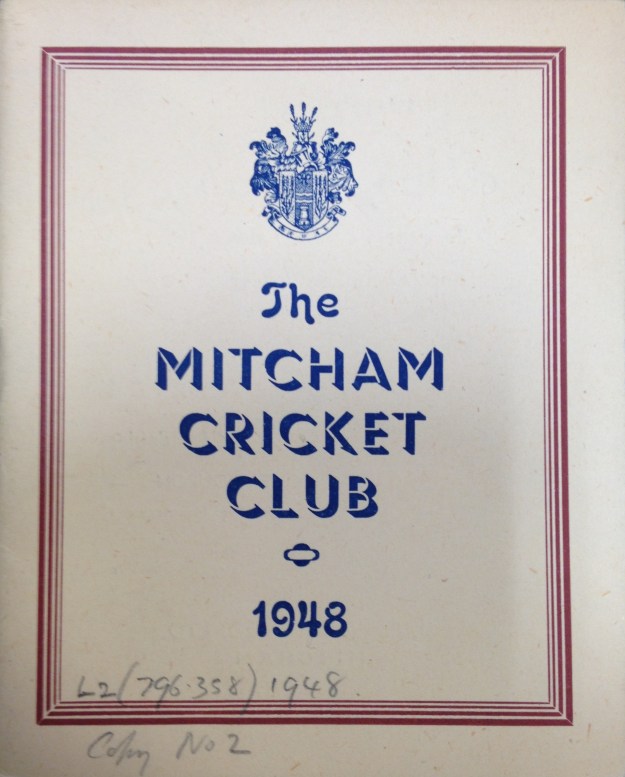 The
MITCHAM
CRICKET
CLUB
1948
L2(796.358)1948
Copy No 2